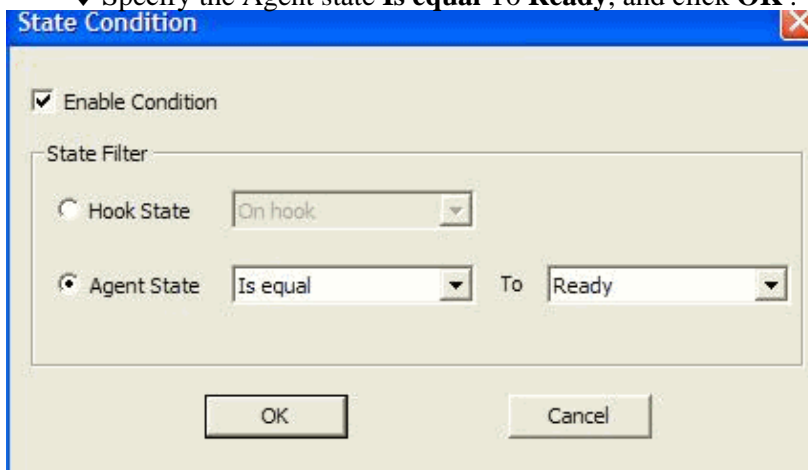 Specify the Agent state Is equal To Ready, and click OK .
State Condition
Enable Condition
State Filter
Hook State On hook
Agent State Is equal To Ready
OK Cancel